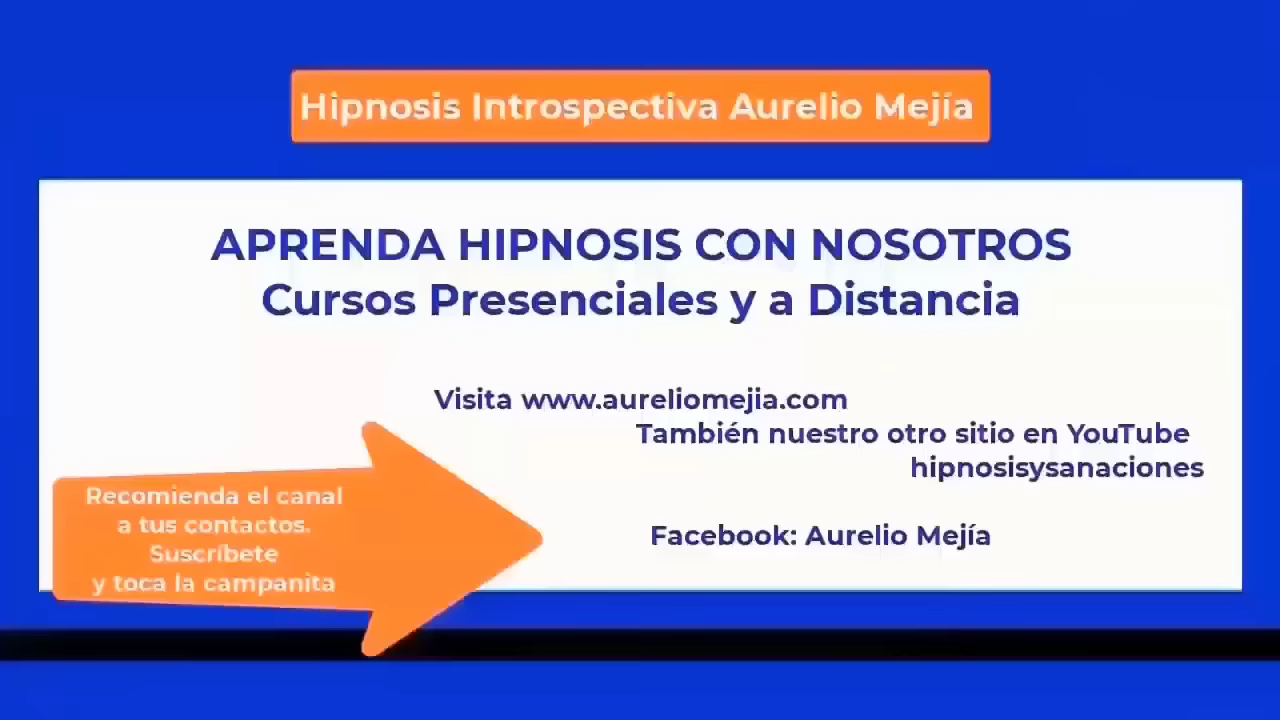 Hipnosis Introspectiva Aurelio Mejía
APRENDA HIPNOSIS CON NOSOTROS
Cursos Presenciales y a Distancia
Visita www.aureliomejia.com
También nuestro otro sitio en YouTube
hipnosisysanaciones
Facebook: Aurelio Mejía
Recomienda el canal
a tus contactos.
Suscríbete
y toca la campanita